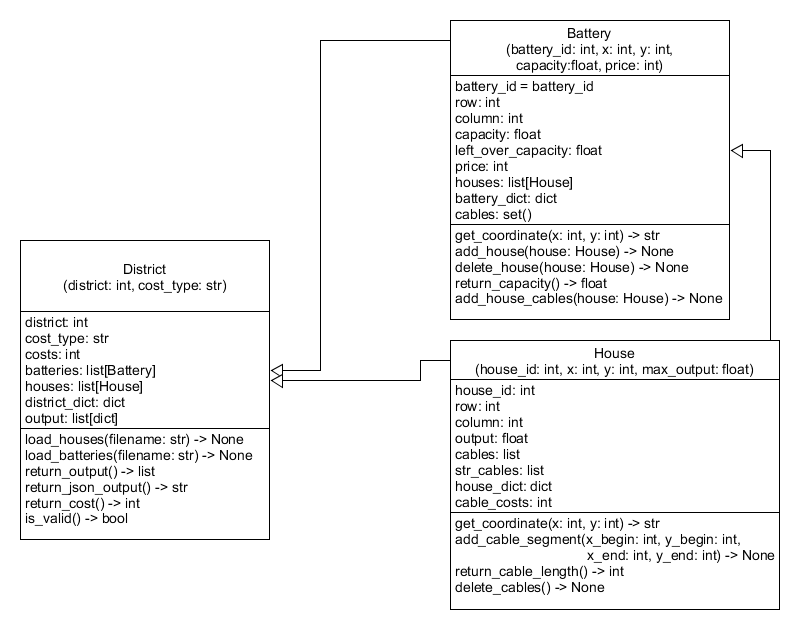 Battery
(battery_id: int, x: int, y: int,
capacity:float, price: int)
battery_id = battery_id
row: int
column: int
capacity: float
left_over_capacity: float
price: int
houses: list[House]
battery_dict: dict
cables: set()
get_coordinate(x: int, y: int) -> str
add_house(house: House) -> None
delete_house(house: House) -> None
return_capacity() -> float
add_house_cables(house: House) -> None
District
(district: int, cost_type: str)
district: int
cost_type: str
costs: int
batteries: list[Battery]
houses: list[House]
district_dict: dict
output: list[dict]
load_houses(filename: str) -> None
load_batteries(filename: str) -> None
return_output() -> list
return_json_output() -> str
return_cost() -> int
is_valid() -> bool
House
(house_id: int, x: int, y: int, max_output: float)
house_id: int
row: int
column: int
output: float
cables: list
str_cables: list
house_dict: dict
cable_costs: int
get_coordinate(x: int, y: int) -> str
add_cable_segment(x_begin: int, y_begin: int,
x_end: int, y_end: int) -> None
return_cable_length() -> int
delete_cables() -> None